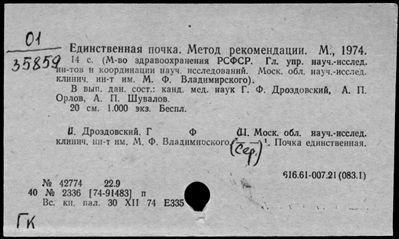 01
35859
Единственная почка. Метод рекомендации. М., 1974.
14 с. (М-во здравоохранения РСФСР. Гл. упр. науч.-исслед.
ин-тов и координации науч. исследований. Моск. обл. науч.-исслед.
клинич. ин-т им. М. Ф. Владимирского).
В вып. дан. сост.: канд. мед. наук Г. Ф. Дроздовский, А. П.
Орлов, А. П. Шувалов.
20 см. 1.000 экз. Беспл.
II. Дроздовский. Г Ф III. Моск. обл. науч.-исслед.
клинич. ин-т им. М. Ф. Владимирского. 1. Почка единственная.
(Сер.)
616.61-007.21 (083.1)
№ 42774 22.9
40 № 2336 [74-91483] п
Вс. кн. пал. 30 XII 74 Е335
ГК